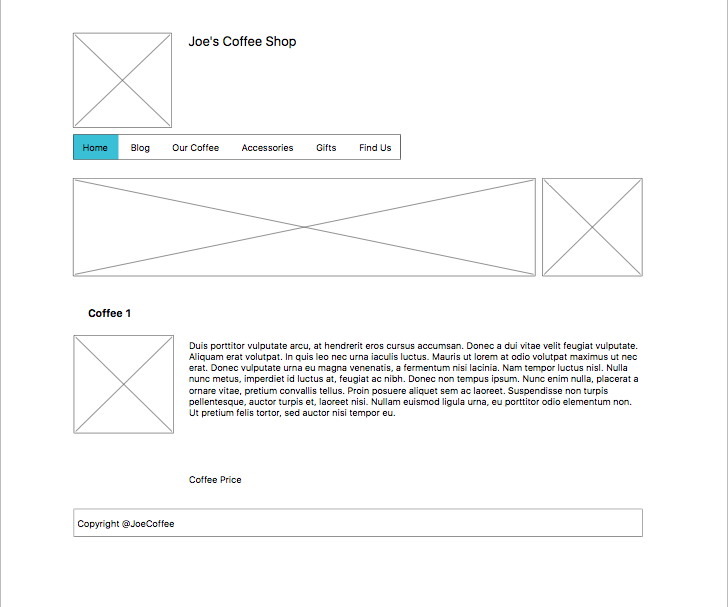 Joe's Coffee Shop
Home Blog Our Coffee Accessories Gifts Find Us
Coffee 1
Duis porttitor vulputate arcu, at hendrerit eros cursus accumsan. Donec a dui vitae velit feugiat vulputate.
Aliquam erat volutpat. In quis leo nec urna iaculis luctus. Mauris ut lorem at odio volutpat maximus ut nec
erat. Donec vulputate urna eu magna venenatis, a fermentum nisi lacinia. Nam tempor luctus nisl. Nulla
nunc metus, imperdiet id luctus at, feugiat ac nibh. Donec non tempus ipsum. Nunc enim nulla, placerat a
ornare vitae, pretium convallis tellus. Proin posuere aliquet sem ac laoreet. Suspendisse non turpis
pellentesque, auctor turpis et, laoreet nisi. Nullam euismod ligula urna, eu porttitor odio elementum non.
Ut pretium felis tortor, sed auctor nisi tempor eu.
Coffee Price
Copyright @JoeCoffee